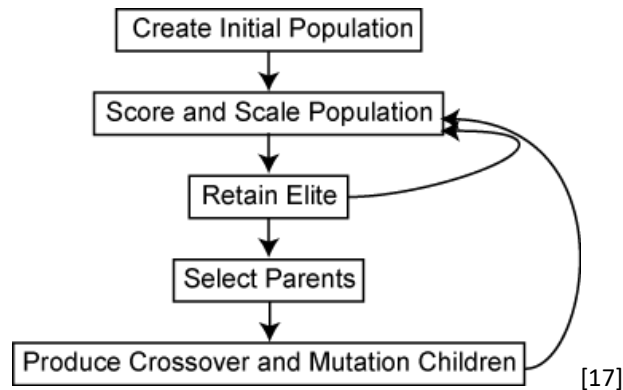 Create Initial Population
Score and Scale Population
Retain Elite
Select Parents
Produce Crossover and Mutation Children
[17]